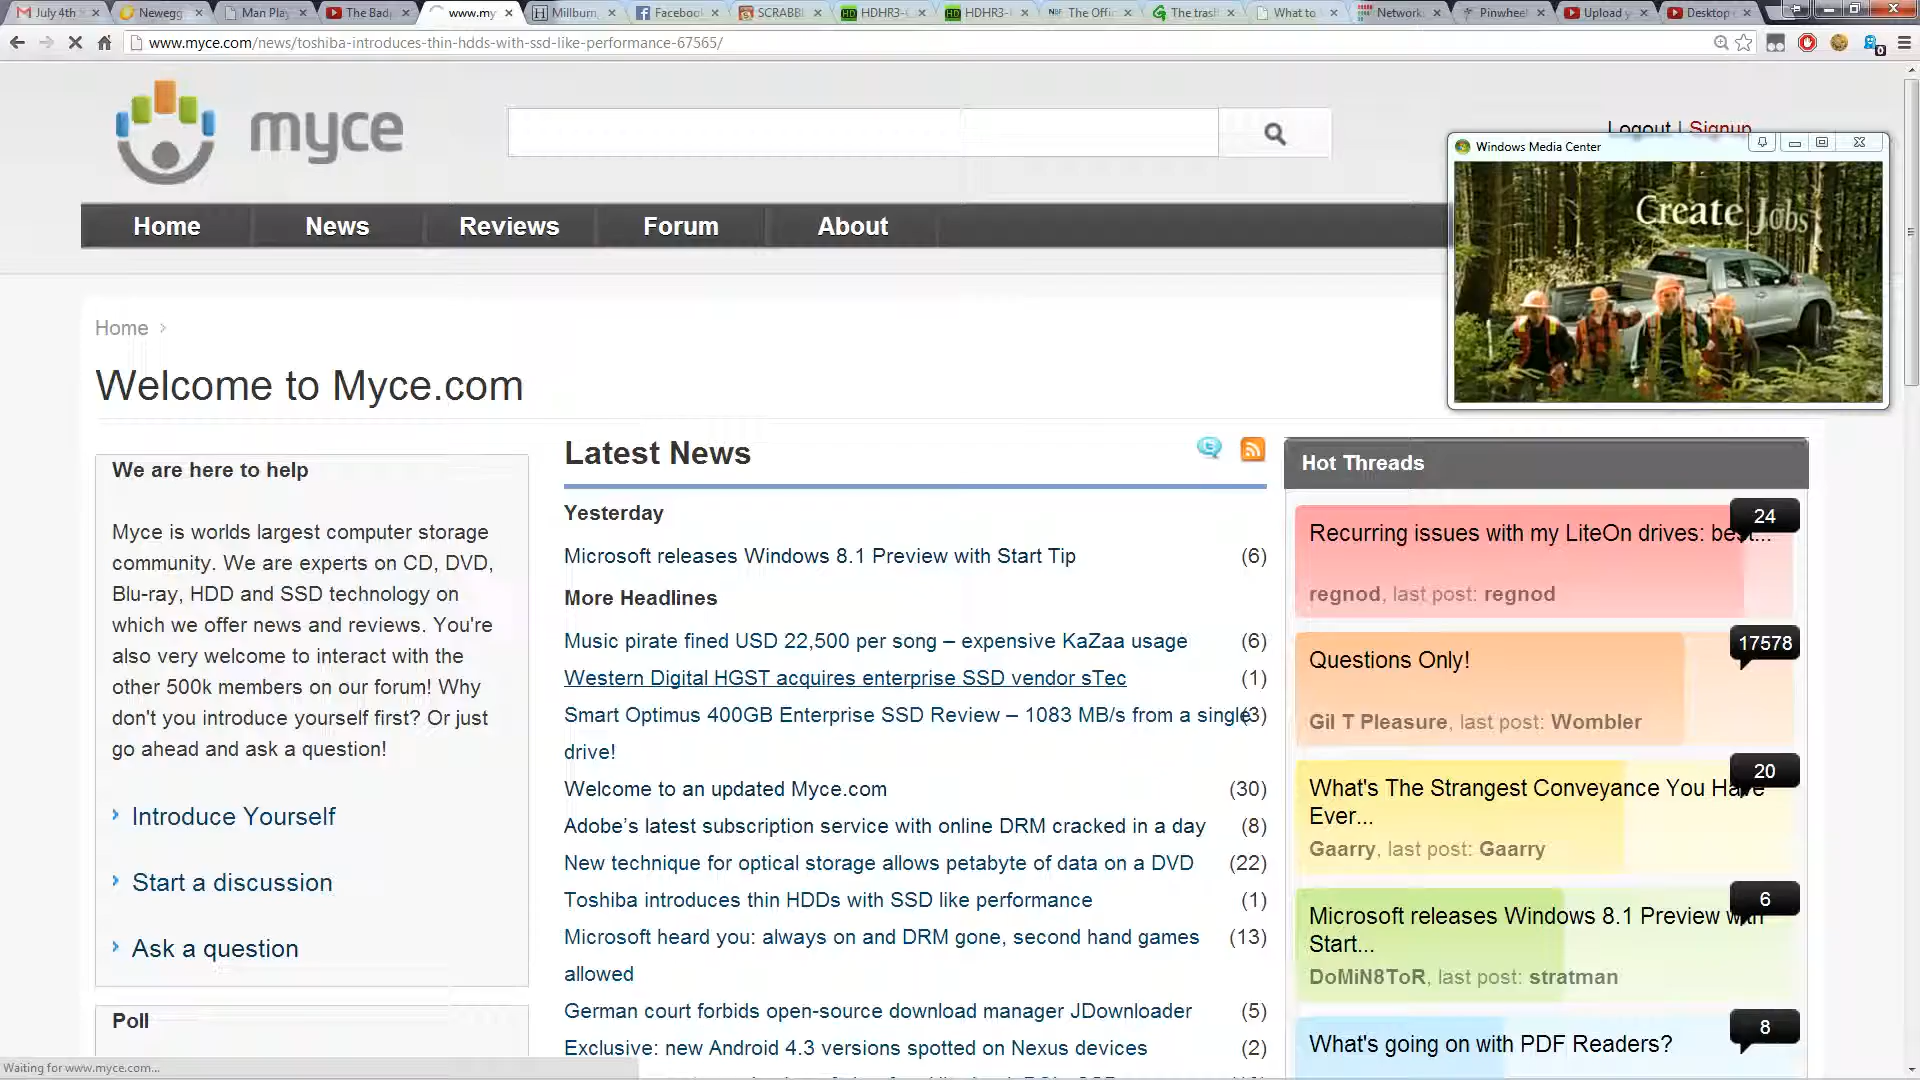 July 4th
Newegg
Man Play
The Bad
www.my
Millburn
Facebook
SCRABBL
HDHR3-
HDHR3-
The Offi
The trash
What to
Network
Pinwheel
Upload y
Desktop
www.myce.com/news/toshiba-introduces-thin-hdds-with-ssd-like-performance-67565/
0
myce
Logout | Signup
Windows Media Center
Create Jobs
Home News Reviews Forum About
Home ›
Welcome to Myce.com
We are here to help
Myce is worlds largest computer storage
community. We are experts on CD, DVD,
Blu-ray, HDD and SSD technology on
which we offer news and reviews. You're
also very welcome to interact with the
other 500k members on our forum! Why
don't you introduce yourself first? Or just
go ahead and ask a question!
Introduce Yourself
Start a discussion
Ask a question
Poll
Latest News
Yesterday
Microsoft releases Windows 8.1 Preview with Start Tip (6)
More Headlines
Music pirate fined USD 22,500 per song – expensive KaZaa usage (6)
Western Digital HGST acquires enterprise SSD vendor sTec (1)
Smart Optimus 400GB Enterprise SSD Review – 1083 MB/s from a single (3)
drive!
Welcome to an updated Myce.com (30)
Adobe’s latest subscription service with online DRM cracked in a day (8)
New technique for optical storage allows petabyte of data on a DVD (22)
Toshiba introduces thin HDDs with SSD like performance (1)
Microsoft heard you: always on and DRM gone, second hand games (13)
allowed
German court forbids open-source download manager JDownloader (5)
Exclusive: new Android 4.3 versions spotted on Nexus devices (2)
Hot Threads
24
Recurring issues with my LiteOn drives: best...
regnod, last post: regnod
17578
Questions Only!
Gil T Pleasure, last post: Wombler
20
What's The Strangest Conveyance You Have
Ever...
Gaarry, last post: Gaarry
6
Microsoft releases Windows 8.1 Preview with
Start...
DoMiN8ToR, last post: stratman
8
What's going on with PDF Readers?
Waiting for www.myce.com...